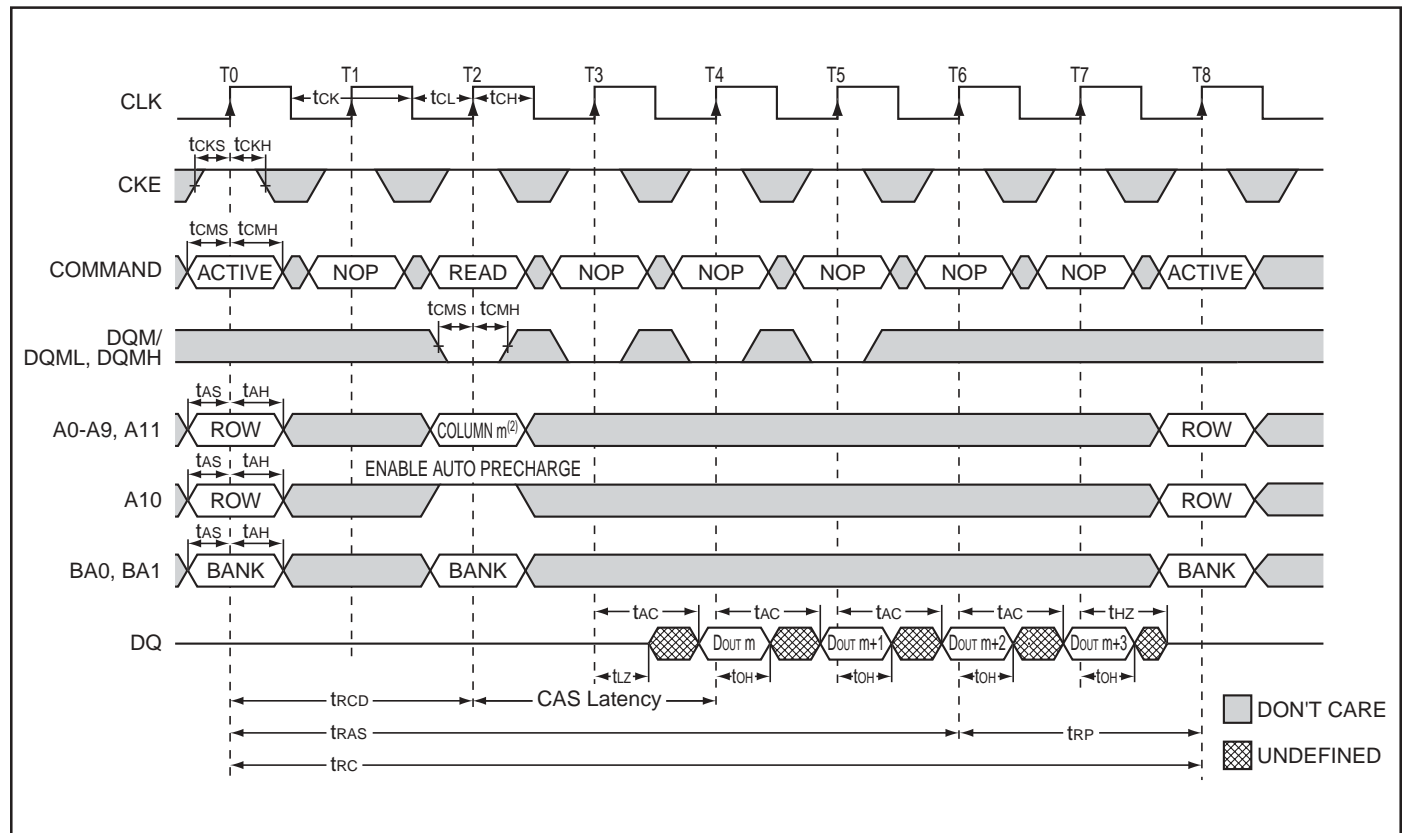 T0 T1 T2 T3 T4 T5 T6 T7 T8
CLK tCK tCL tCH
tCKS tCKH
CKE
tCMS tCMH
COMMAND ACTIVE NOP READ NOP NOP NOP NOP NOP ACTIVE
tCMS tCMH
DQM/
DQML, DQMH
tAS tAH
A0-A9, A11 ROW COLUMN m(2) ROW
tAS tAH ENABLE AUTO PRECHARGE
A10 ROW ROW
tAS tAH
BA0, BA1 BANK BANK BANK
tAC tAC tAC tAC tHZ
DQ DOUT m DOUT m+1 DOUT m+2 DOUT m+3
tLZ tOH tOH tOH tOH
tRCD CAS Latency
DON'T CARE
tRAS tRP
UNDEFINED
tRC